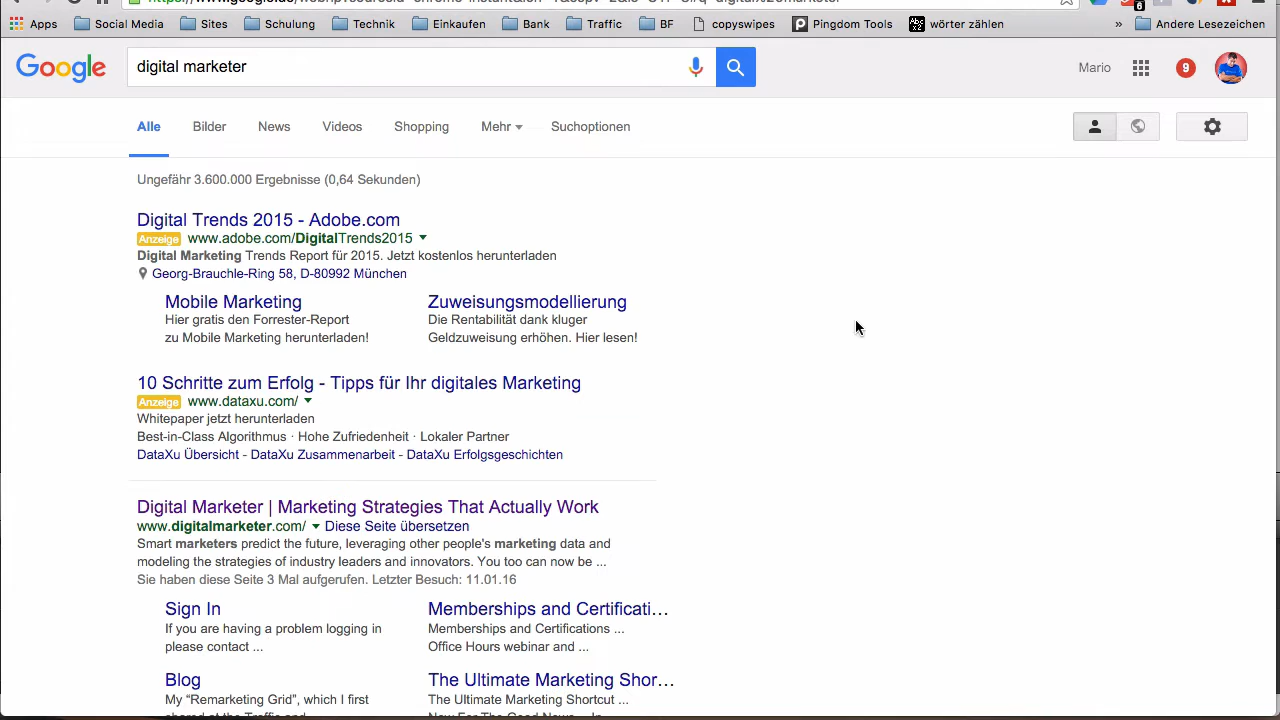 Apps Social Media Sites Schulung Technik Einkaufen Bank Traffic BF copyswipes Pingdom Tools wörter zählen » Andere Lesezeichen
Google digital marketer Mario 9
Alle Bilder News Videos Shopping Mehr Suchoptionen
Ungefähr 3.600.000 Ergebnisse (0,64 Sekunden)
Digital Trends 2015 - Adobe.com
Anzeige www.adobe.com/DigitalTrends2015
Digital Marketing Trends Report für 2015. Jetzt kostenlos herunterladen
Georg-Brauchle-Ring 58, D-80992 München
Mobile Marketing Zuweisungsmodellierung
Hier gratis den Forrester-Report Die Rentabilität dank kluger
zu Mobile Marketing herunterladen! Geldzuweisung erhöhen. Hier lesen!
10 Schritte zum Erfolg - Tipps für Ihr digitales Marketing
Anzeige www.dataxu.com/
Whitepaper jetzt herunterladen
Best-in-Class Algorithmus · Hohe Zufriedenheit · Lokaler Partner
DataXu Übersicht - DataXu Zusammenarbeit - DataXu Erfolgsgeschichten
Digital Marketer | Marketing Strategies That Actually Work
www.digitalmarketer.com/ Diese Seite übersetzen
Smart marketers predict the future, leveraging other people's marketing data and
modeling the strategies of industry leaders and innovators. You too can now be ...
Sie haben diese Seite 3 Mal aufgerufen. Letzter Besuch: 11.01.16
Sign In Memberships and Certificati...
If you are having a problem logging in Memberships and Certifications ...
please contact ... Office Hours webinar and ...
Blog The Ultimate Marketing Shor...
My "Remarketing Grid", which I first The Ultimate Marketing Shortcut ...